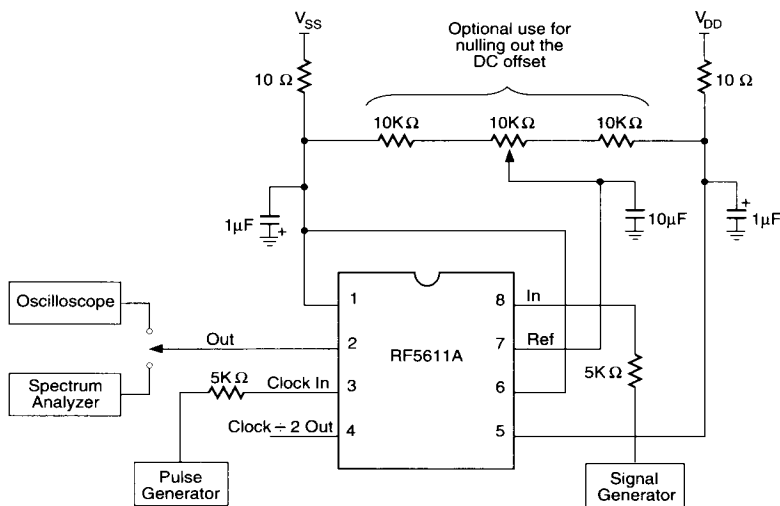 VSS
Optional use for
nulling out the
DC offset
VDD
10 Ω
10 Ω
10KΩ
10KΩ
10KΩ
1µF
+
10µF
+
1µF
Oscilloscope
Out
Spectrum
Analyzer
5KΩ
Clock In
Clock ÷ 2 Out
Pulse
Generator
1
2
3
4
RF5611A
8
7
6
5
In
Ref
5KΩ
Signal
Generator